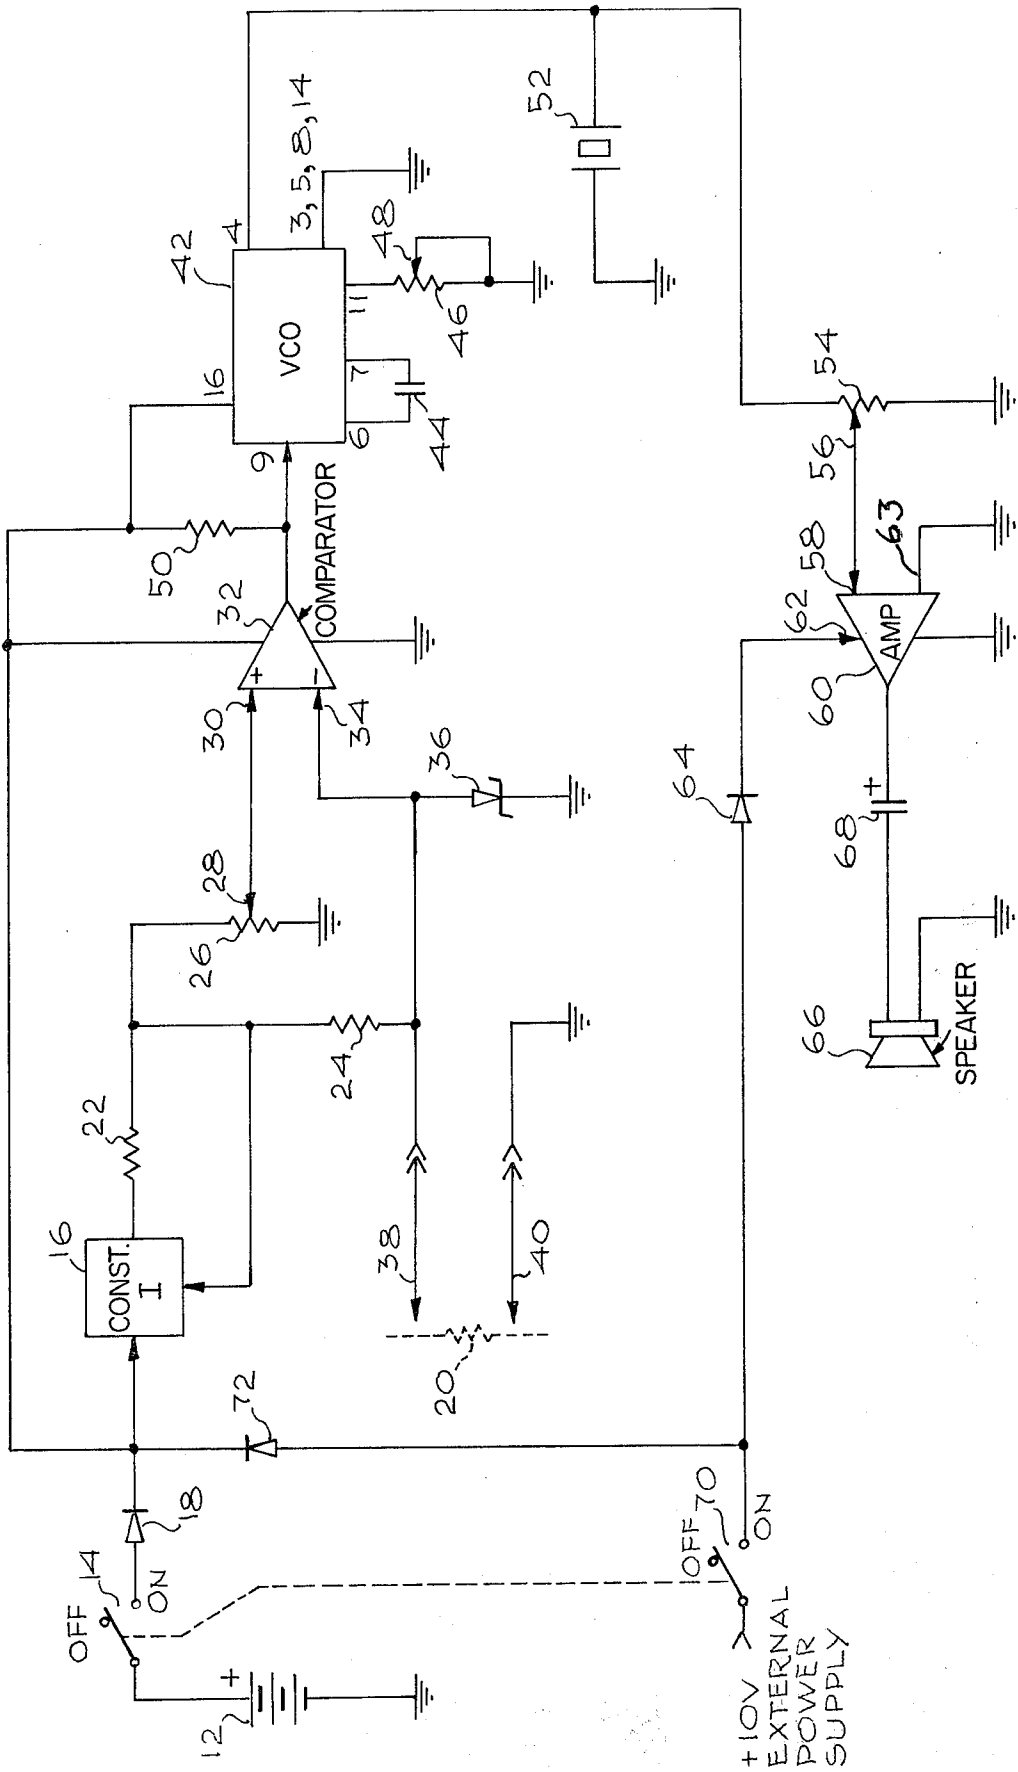 OFF
14
ON
12
+
18
72
16
CONST.
I
22
24
26
28
30
+
−
34
32
COMPARATOR
36
38
40
20
50
9
16
42
VCO
4
3, 5, 8, 14
6
7
11
44
46
48
52
54
56
58
62
63
60
AMP
64
+
68
66
SPEAKER
OFF
70
ON
+10V
EXTERNAL
POWER
SUPPLY